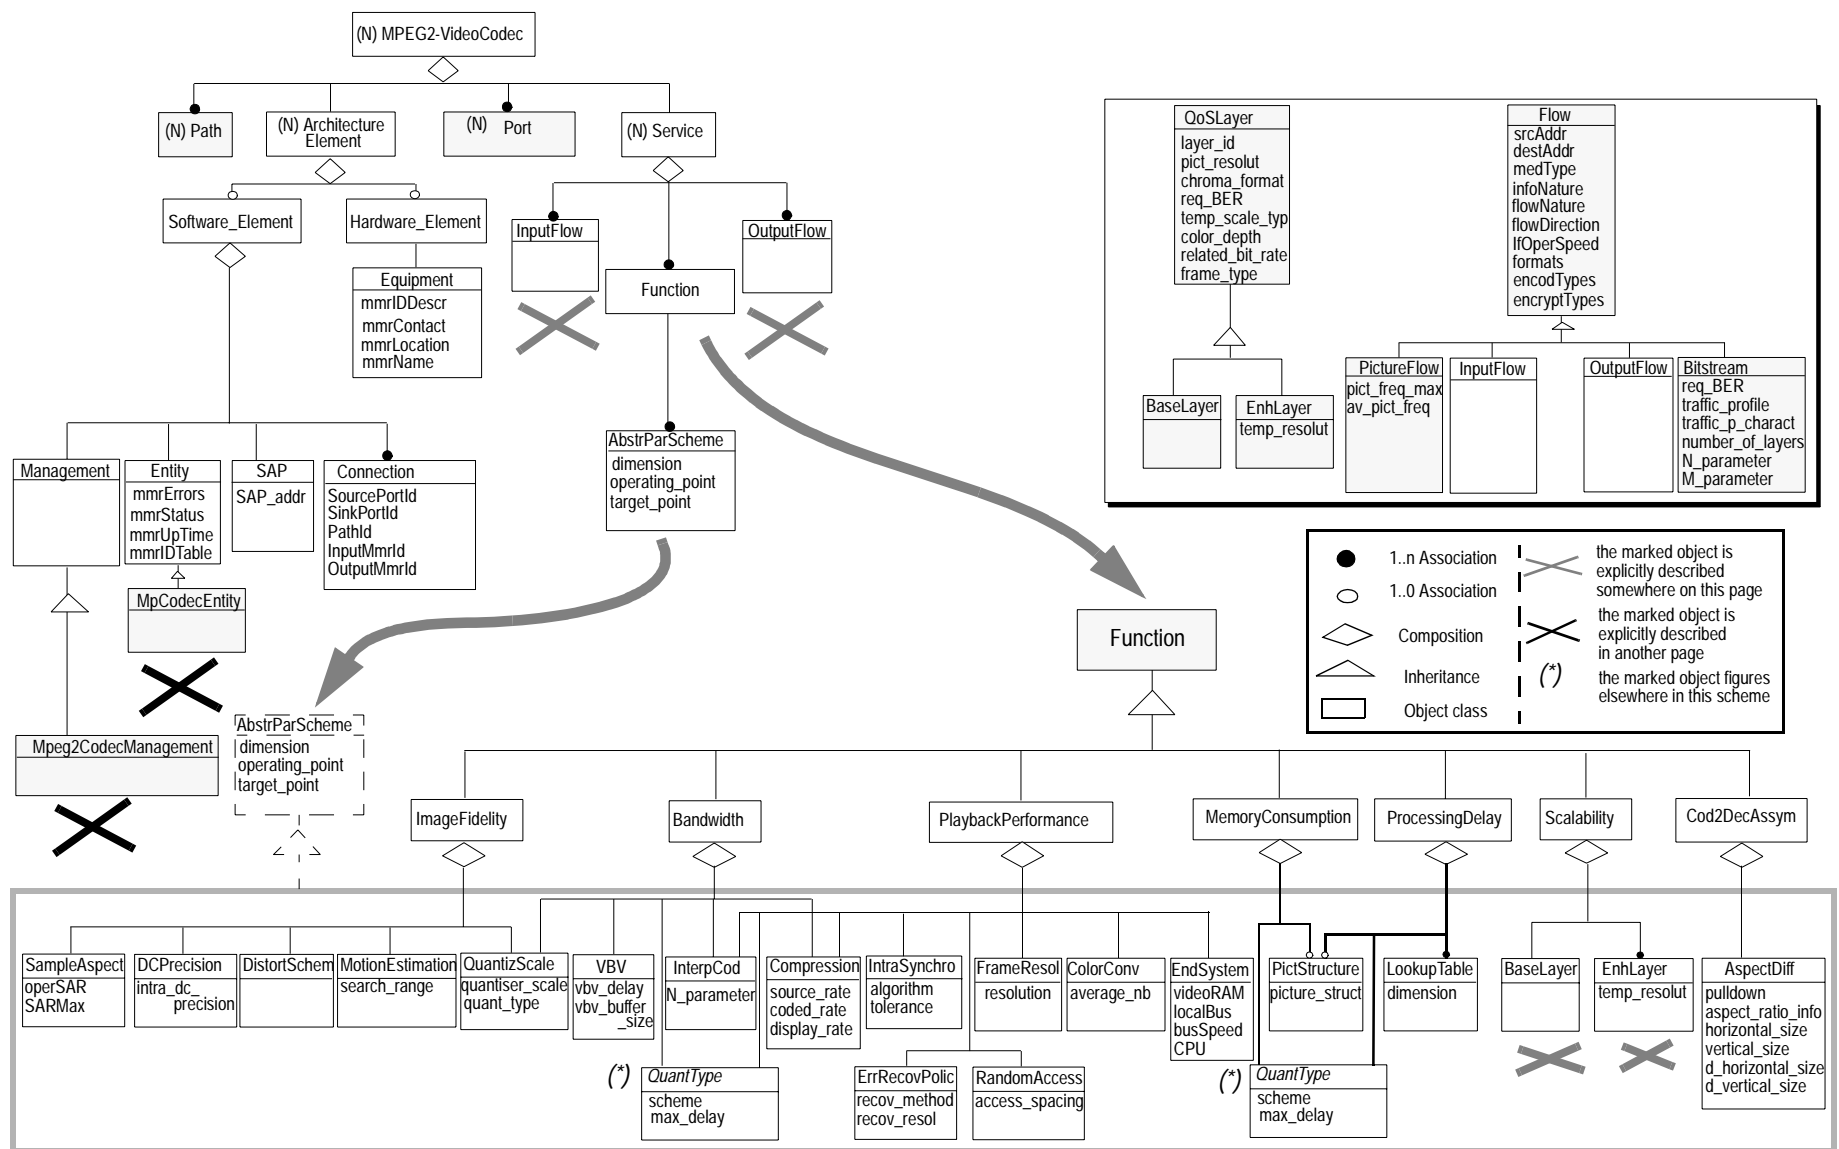 (N) MPEG2-VideoCodec
(N) Path
(N) Architecture
Element
(N) Port
(N) Service
Software_Element
Hardware_Element
Equipment
mmrIDDescr
mmrContact
mmrLocation
mmrName
InputFlow
Function
OutputFlow
AbstrParScheme
dimension
operating_point
target_point
Management
Entity
mmrErrors
mmrStatus
mmrUpTime
mmrIDTable
SAP
SAP_addr
Connection
SourcePortId
SinkPortId
PathId
InputMmrId
OutputMmrId
MpCodecEntity
Mpeg2CodecManagement
AbstrParScheme
dimension
operating_point
target_point
QoSLayer
layer_id
pict_resolut
chroma_format
req_BER
temp_scale_typ
color_depth
related_bit_rate
frame_type
BaseLayer
EnhLayer
temp_resolut
Flow
srcAddr
destAddr
medType
infoNature
flowNature
flowDirection
IfOperSpeed
formats
encodTypes
encryptTypes
PictureFlow
pict_freq_max
av_pict_freq
InputFlow
OutputFlow
Bitstream
req_BER
traffic_profile
traffic_p_charact
number_of_layers
N_parameter
M_parameter
1..n Association
1..0 Association
Composition
Inheritance
Object class
the marked object is
explicitly described
somewhere on this page
the marked object is
explicitly described
in another page
(*)
the marked object figures
elsewhere in this scheme
Function
ImageFidelity
Bandwidth
PlaybackPerformance
MemoryConsumption
ProcessingDelay
Scalability
Cod2DecAssym
SampleAspect
operSAR
SARMax
DCPrecision
intra_dc_
precision
DistortSchem
MotionEstimation
search_range
QuantizScale
quantiser_scale
quant_type
VBV
vbv_delay
vbv_buffer
_size
InterpCod
N_parameter
Compression
source_rate
coded_rate
display_rate
IntraSynchro
algorithm
tolerance
FrameResol
resolution
ColorConv
average_nb
EndSystem
videoRAM
localBus
busSpeed
CPU
PictStructure
picture_struct
LookupTable
dimension
BaseLayer
EnhLayer
temp_resolut
AspectDiff
pulldown
aspect_ratio_info
horizontal_size
vertical_size
d_horizontal_size
d_vertical_size
(*)
QuantType
scheme
max_delay
ErrRecovPolic
recov_method
recov_resol
RandomAccess
access_spacing
(*)
QuantType
scheme
max_delay